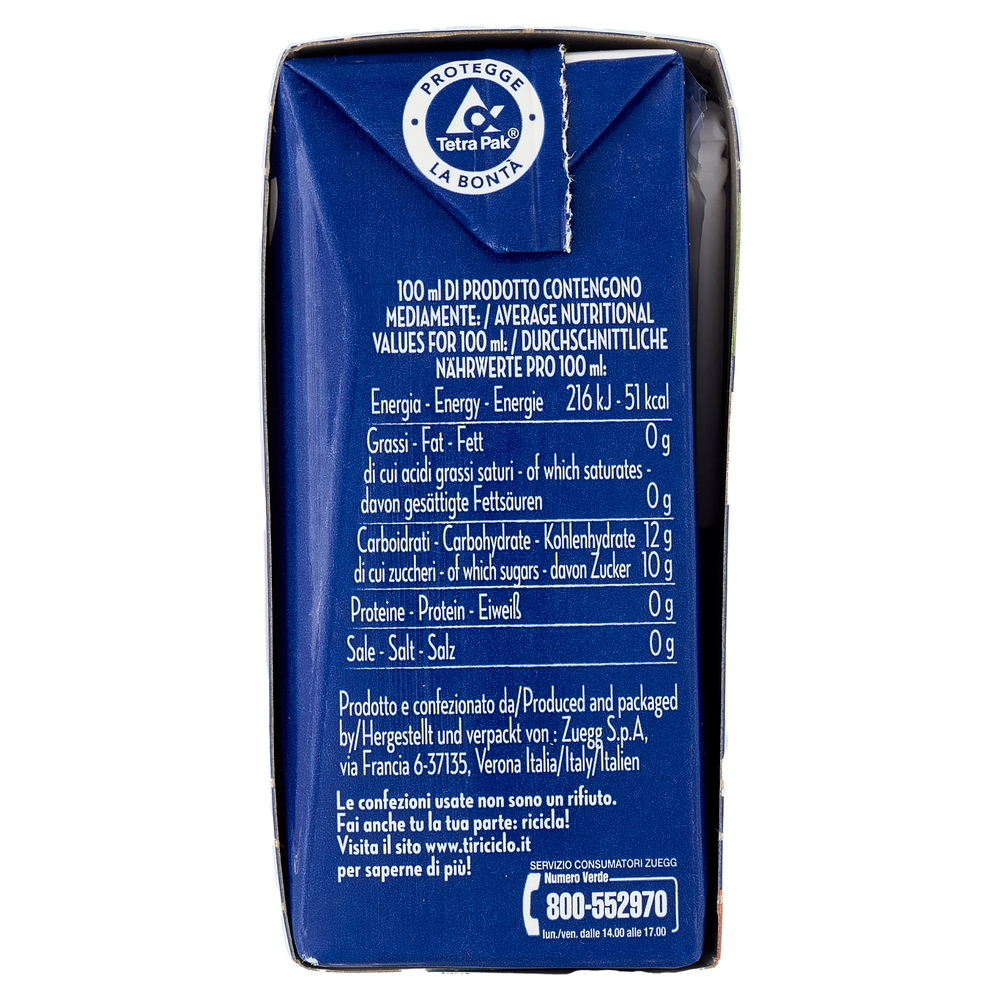 PROTEGGE
Tetra Pak®
LA BONTÀ
100 ml DI PRODOTTO CONTENGONO
MEDIAMENTE: / AVERAGE NUTRITIONAL
VALUES FOR 100 ml: / DURCHSCHNITTLICHE
NÄHRWERTE PRO 100 ml:
Energia - Energy - Energie 216 kJ - 51 kcal
Grassi - Fat - Fett 0 g
di cui acidi grassi saturi - of which saturates -
davon gesättigte Fettsäuren 0 g
Carboidrati - Carbohydrate - Kohlenhydrate 12 g
di cui zuccheri - of which sugars - davon Zucker 10 g
Proteine - Protein - Eiweiß 0 g
Sale - Salt - Salz 0 g
Prodotto e confezionato da/Produced and packaged
by/Hergestellt und verpackt von : Zuegg S.p.A,
via Francia 6-37135, Verona Italia/Italy/Italien
Le confezioni usate non sono un rifiuto.
Fai anche tu la tua parte: ricicla!
Visita il sito www.tiriciclo.it
per saperne di più!
SERVIZIO CONSUMATORI ZUEGG
Numero Verde
800-552970
lun./ven. dalle 14.00 alle 17.00